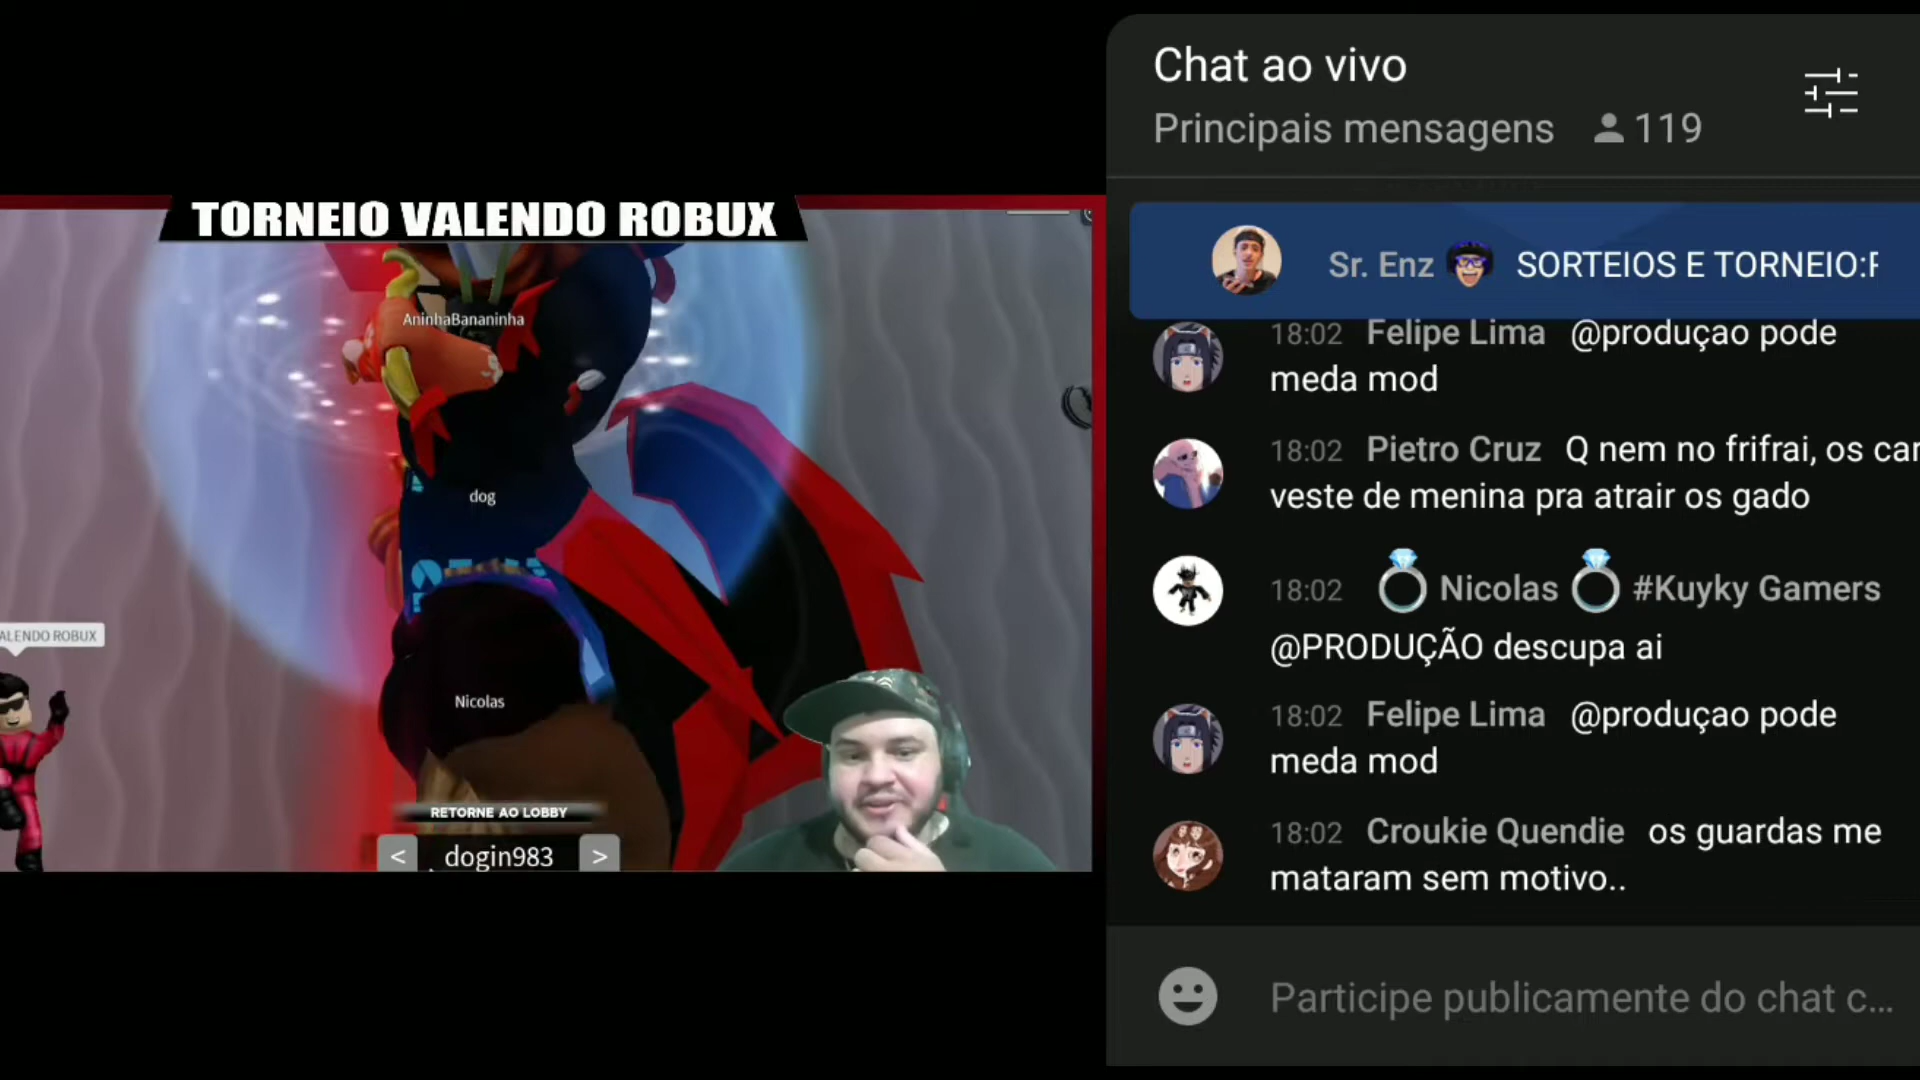 TORNEIO VALENDO ROBUX
AninhaBananinha
dog
ALENDO ROBUX
Nicolas
RETORNE AO LOBBY
< dogin983 >
Chat ao vivo
Principais mensagens 119
Sr. Enz SORTEIOS E TORNEIO:
18:02 Felipe Lima @produçao pode
meda mod
18:02 Pietro Cruz Q nem no frifrai, os car
veste de menina pra atrair os gado
18:02 💍 Nicolas 💍 #Kuyky Gamers
@PRODUÇÃO descupa ai
18:02 Felipe Lima @produçao pode
meda mod
18:02 Croukie Quendie os guardas me
mataram sem motivo..
Participe publicamente do chat c...